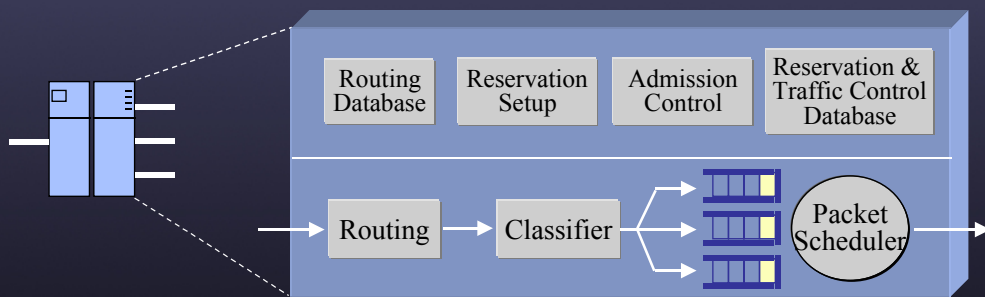 Routing
Database
Reservation
Setup
Admission
Control
Reservation &
Traffic Control
Database
Routing
Classifier
Packet
Scheduler